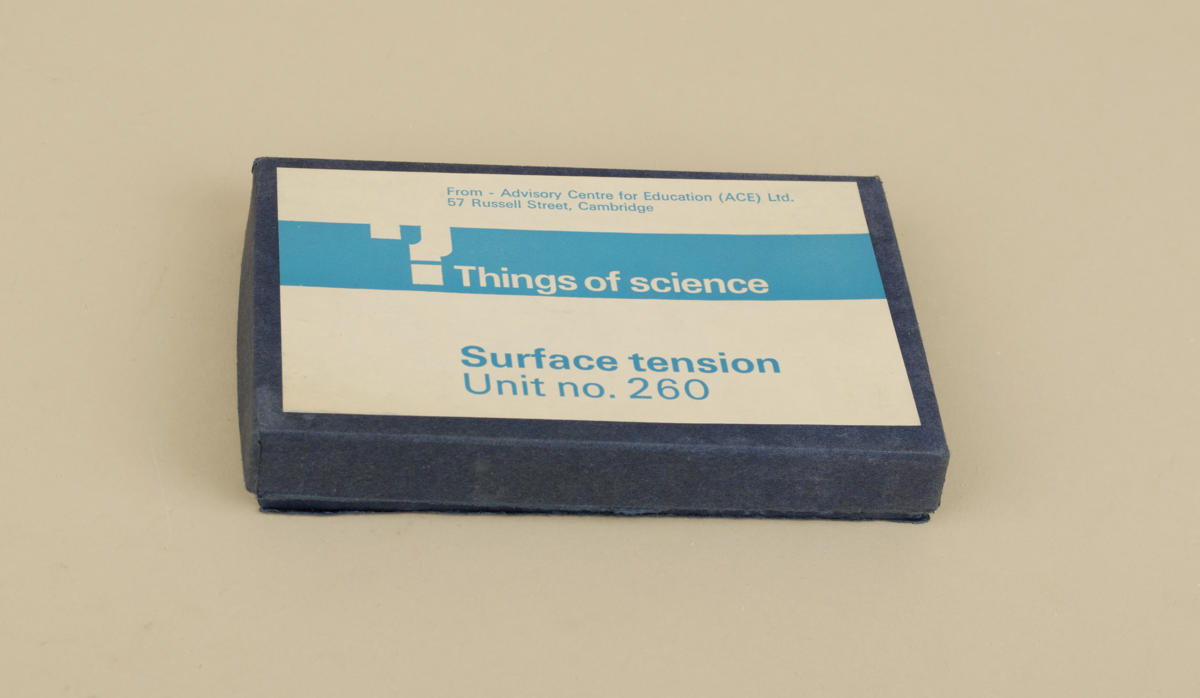 From - Advisory Centre for Education (ACE) Ltd.
57 Russell Street, Cambridge
? Things of science
Surface tension
Unit no. 260